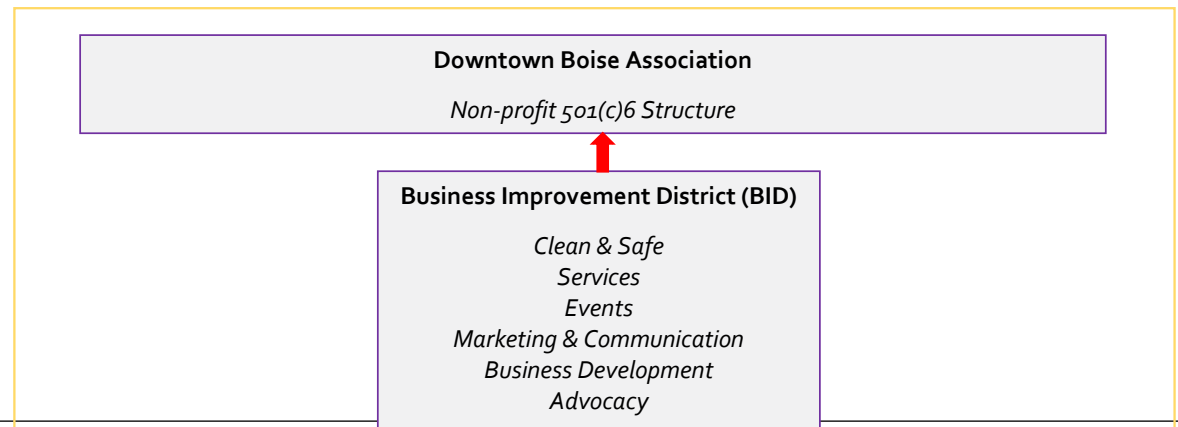 Downtown Boise Association
Non-profit 501(c)6 Structure
Business Improvement District (BID)
Clean & Safe
Services
Events
Marketing & Communication
Business Development
Advocacy